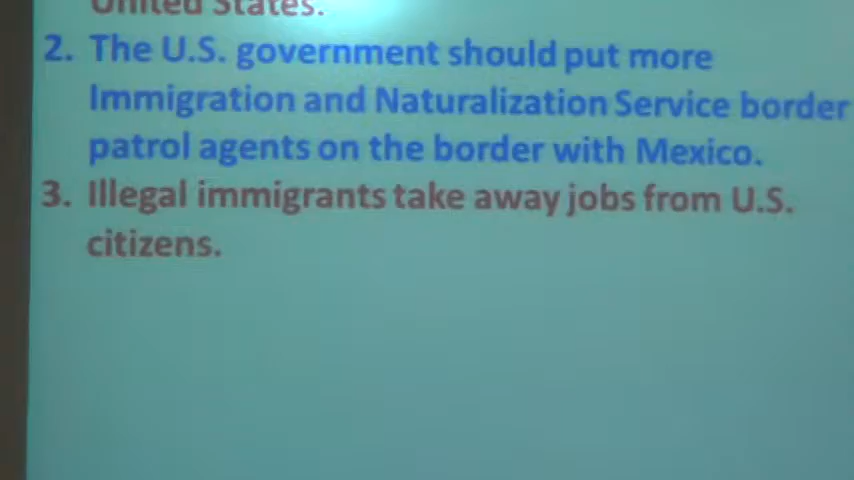 United States.
2. The U.S. government should put more
Immigration and Naturalization Service border
patrol agents on the border with Mexico.
3. Illegal immigrants take away jobs from U.S.
citizens.